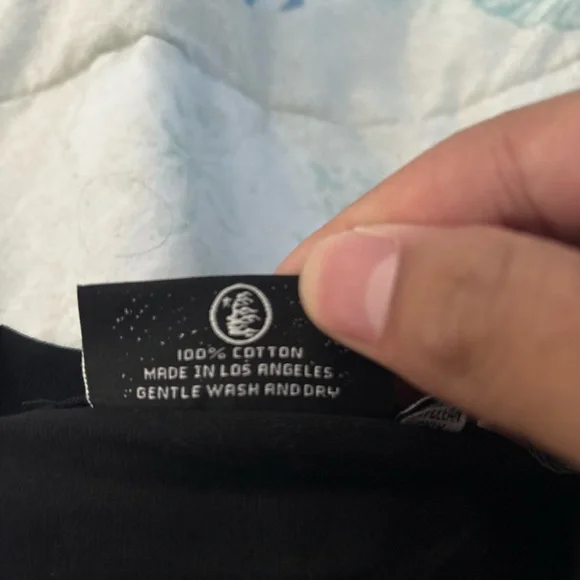 100% COTTON
MADE IN LOS ANGELES
GENTLE WASH AND DRY